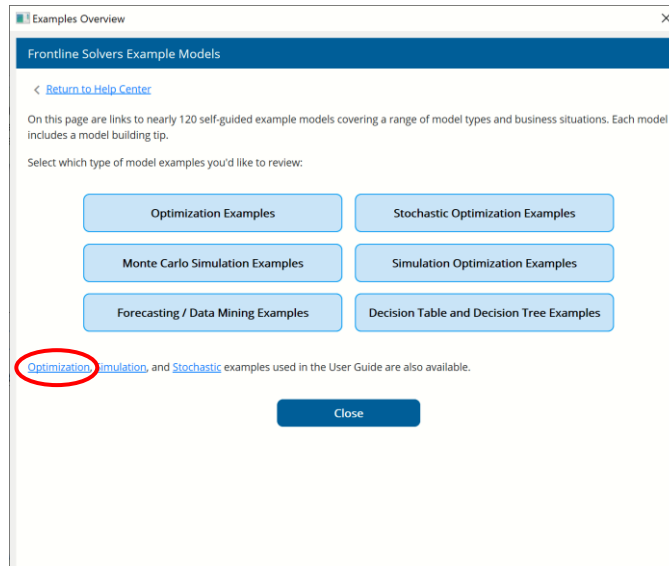 Examples Overview
Frontline Solvers Example Models
< Return to Help Center
On this page are links to nearly 120 self-guided example models covering a range of model types and business situations. Each model
includes a model building tip.
Select which type of model examples you'd like to review:
Optimization Examples
Stochastic Optimization Examples
Monte Carlo Simulation Examples
Simulation Optimization Examples
Forecasting / Data Mining Examples
Decision Table and Decision Tree Examples
Optimization, Simulation, and Stochastic examples used in the User Guide are also available.
Close